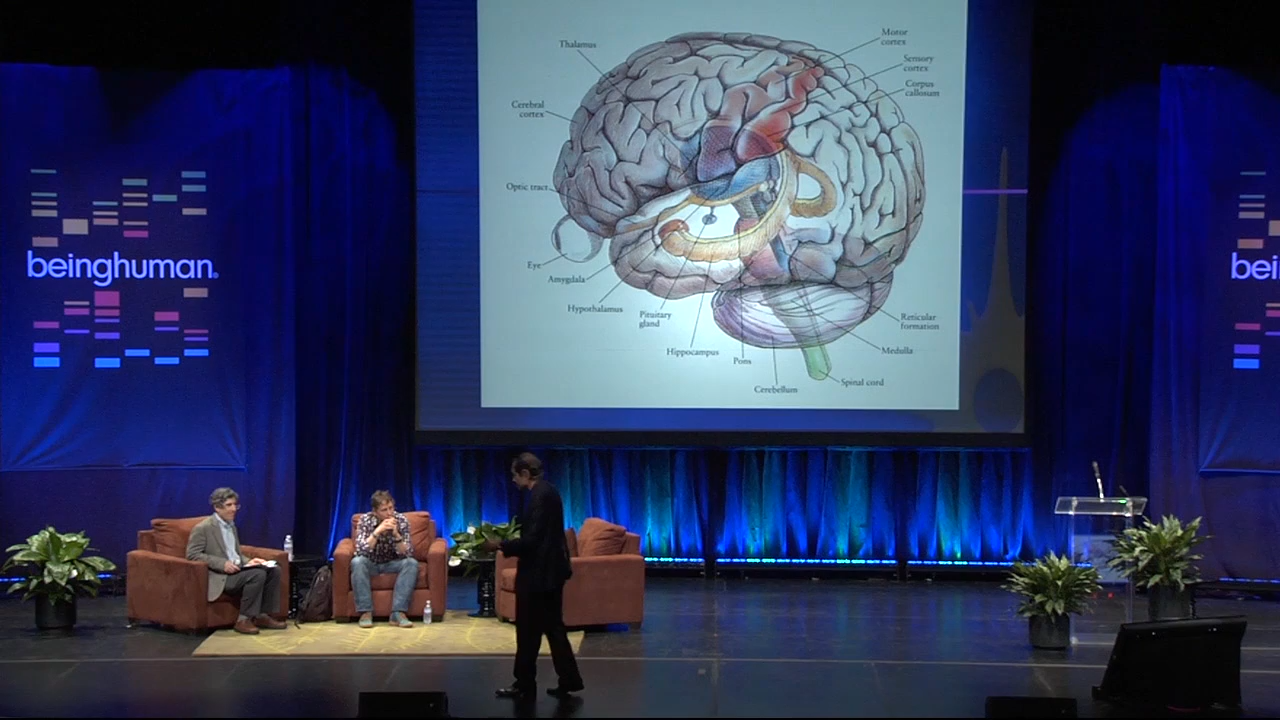 Thalamus
Motor
cortex
Sensory
cortex
Corpus
callosum
Cerebral
cortex
Optic tract
Eye
Amygdala
Hypothalamus
Pituitary
gland
Hippocampus
Pons
Cerebellum
Reticular
formation
Medulla
Spinal cord
beinghuman.
bei